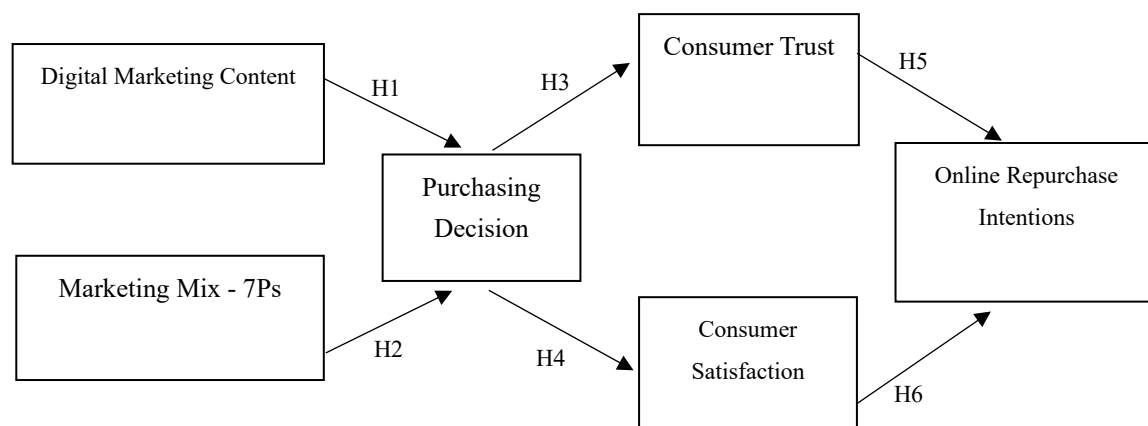 Digital Marketing Content
H1
H3
Consumer Trust
H5
Purchasing
Decision
Online Repurchase
Intentions
Marketing Mix - 7Ps
H2
H4
Consumer
Satisfaction
H6